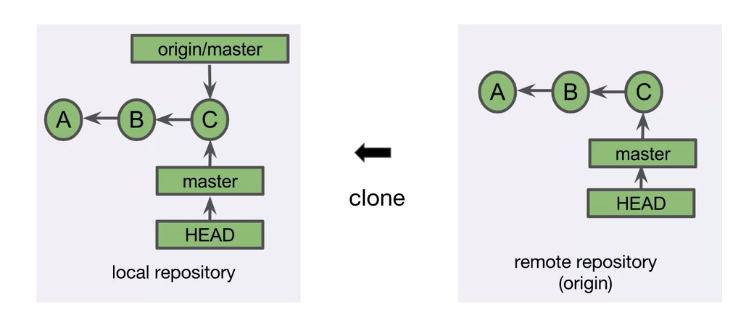 origin/master
A
B
C
master
HEAD
local repository
clone
A
B
C
master
HEAD
remote repository
(origin)